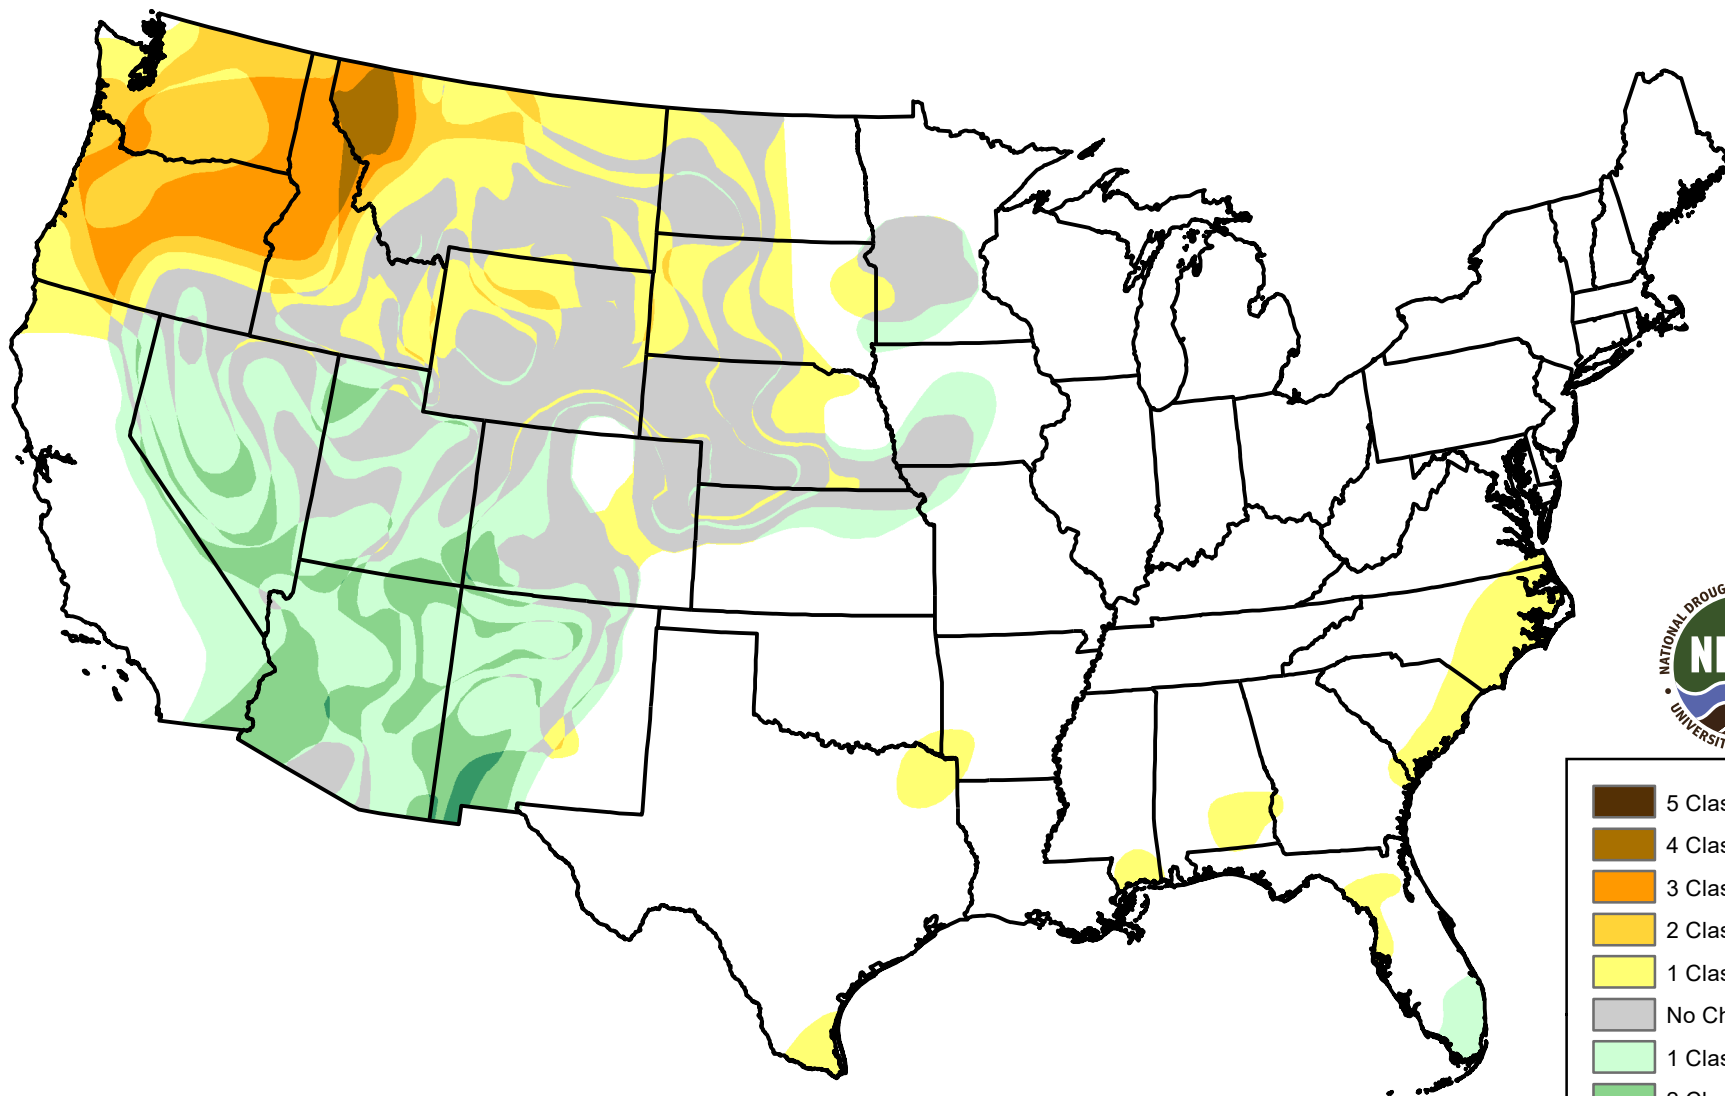 NATIONAL DROUG
UNIVERSIT
5 Clas
4 Clas
3 Clas
2 Clas
1 Clas
No Ch
1 Clas